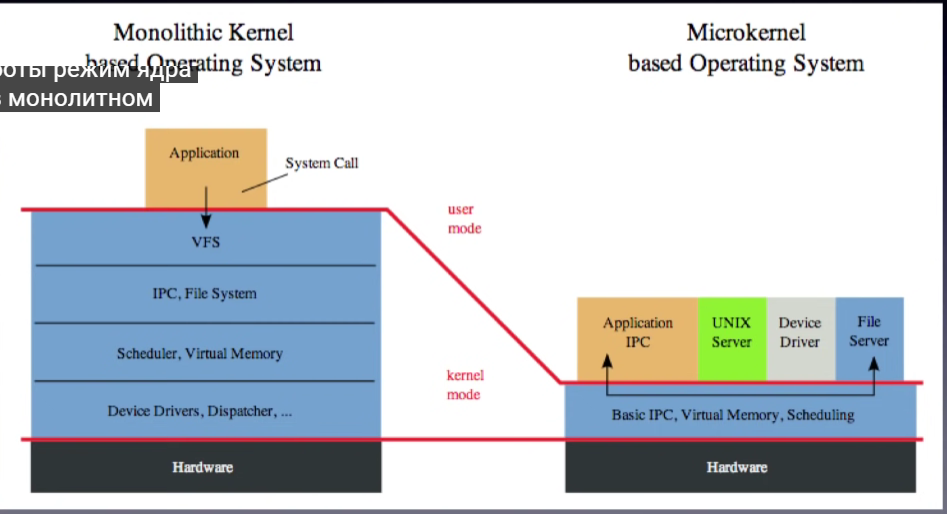 Monolithic Kernel
based Operating System
Microkernel
based Operating System
режим ядра
в монолитном
Application
System Call
VFS
IPC, File System
Scheduler, Virtual Memory
Device Drivers, Dispatcher, ...
Hardware
user
mode
kernel
mode
Application
IPC
UNIX
Server
Device
Driver
File
Server
Basic IPC, Virtual Memory, Scheduling
Hardware